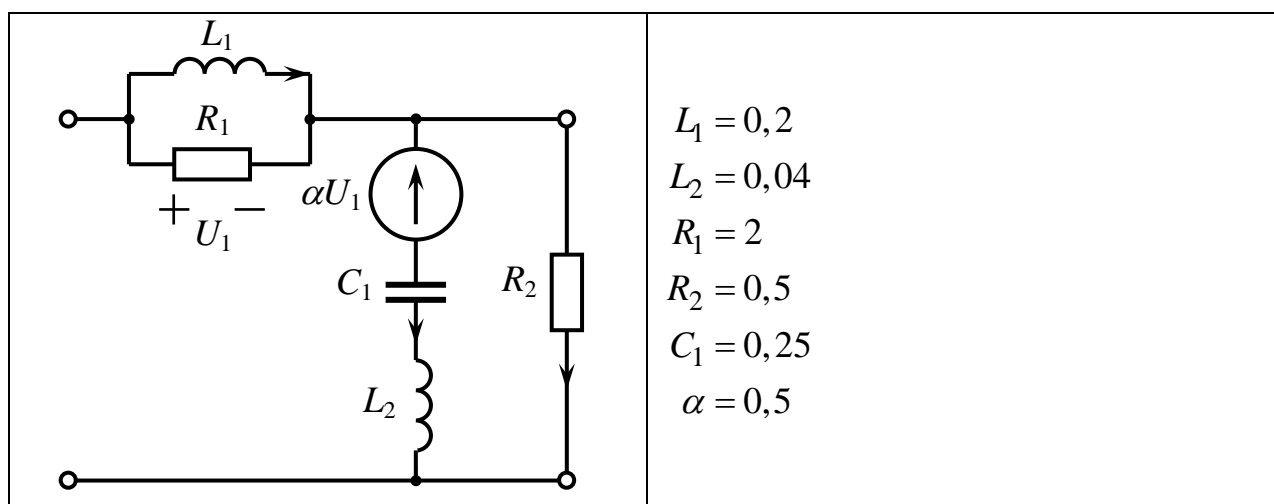 L₁
R₁
+ U₁ −
αU₁
C₁
R₂
L₂
L₁ = 0,2
L₂ = 0,04
R₁ = 2
R₂ = 0,5
C₁ = 0,25
α = 0,5